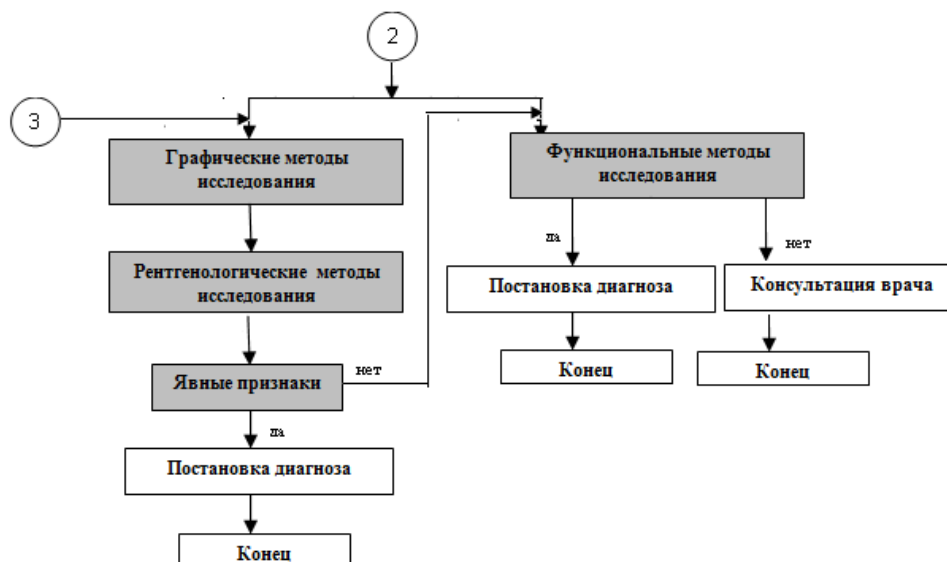 2
3
Графические методы
исследования
Функциональные методы
исследования
да
нет
Рентгенологические методы
исследования
Постановка диагноза
Консультация врача
Явные признаки
нет
Конец
Конец
да
Постановка диагноза
Конец